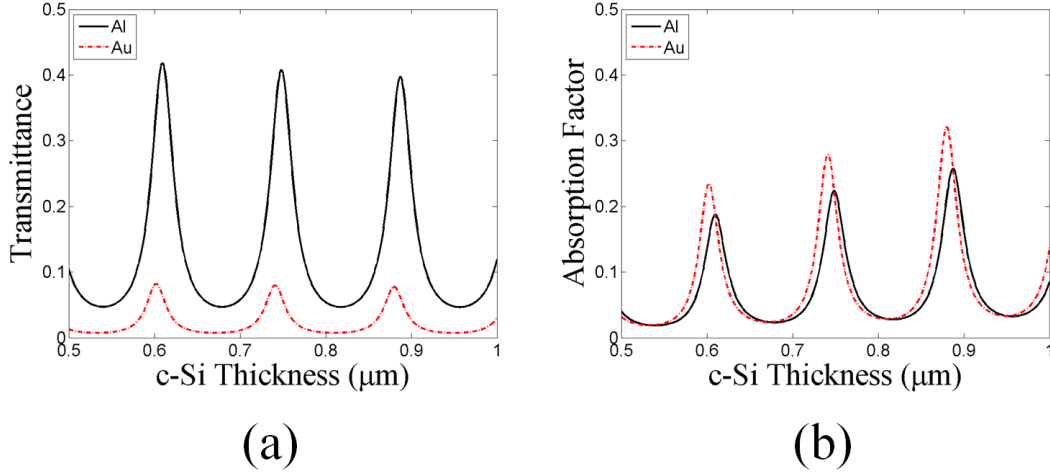 0.5
0.4
0.3
0.2
0.1
0
Transmittance
Al
Au
0.5 0.6 0.7 0.8 0.9 1
c-Si Thickness (μm)
(a)
0.5
0.4
0.3
0.2
0.1
0
Absorption Factor
Al
Au
0.5 0.6 0.7 0.8 0.9 1
c-Si Thickness (μm)
(b)